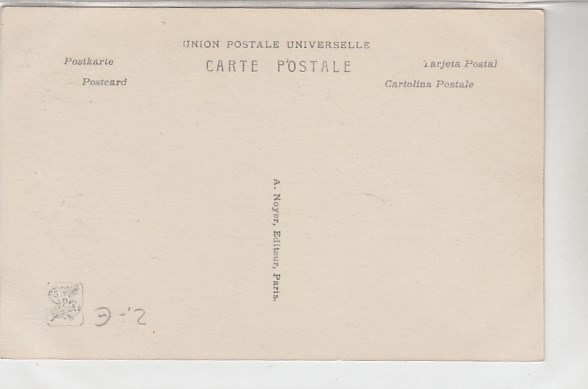 UNION POSTALE UNIVERSELLE
CARTE POSTALE
Postkarte
Postcard
Tarjeta Postal
Cartolina Postale
A. Noyer, Editeur, Paris.